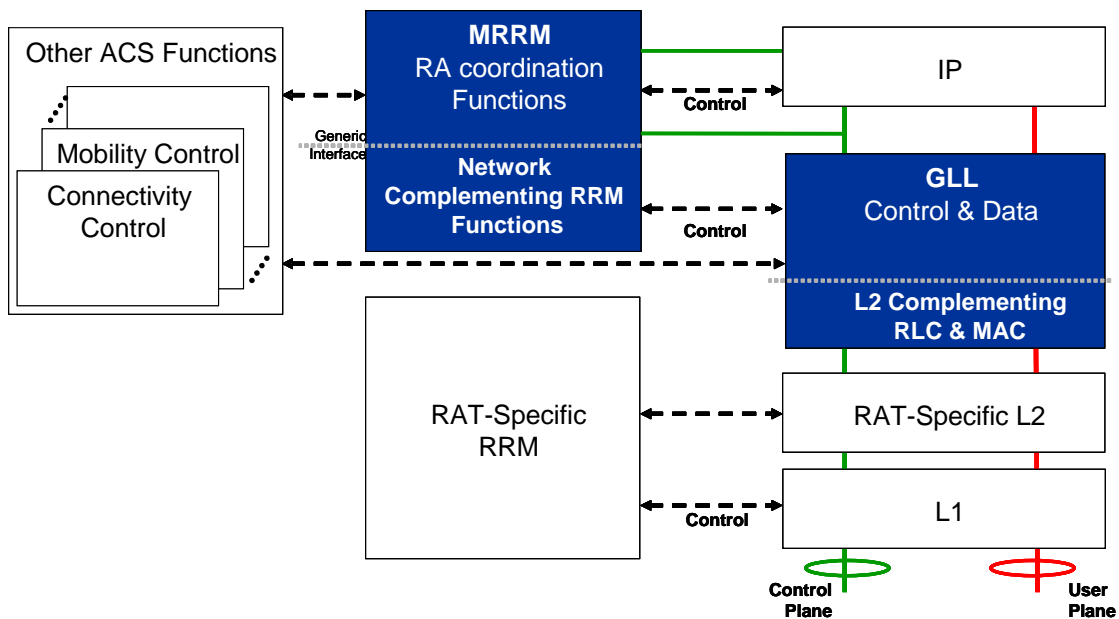 Other ACS Functions
Mobility Control
Connectivity
Control
MRRM
RA coordination
Functions
Generic
Interface
Network
Complementing RRM
Functions
Control
Control
IP
GLL
Control & Data
L2 Complementing
RLC & MAC
RAT-Specific
RRM
RAT-Specific L2
Control
L1
Control
Plane
User
Plane